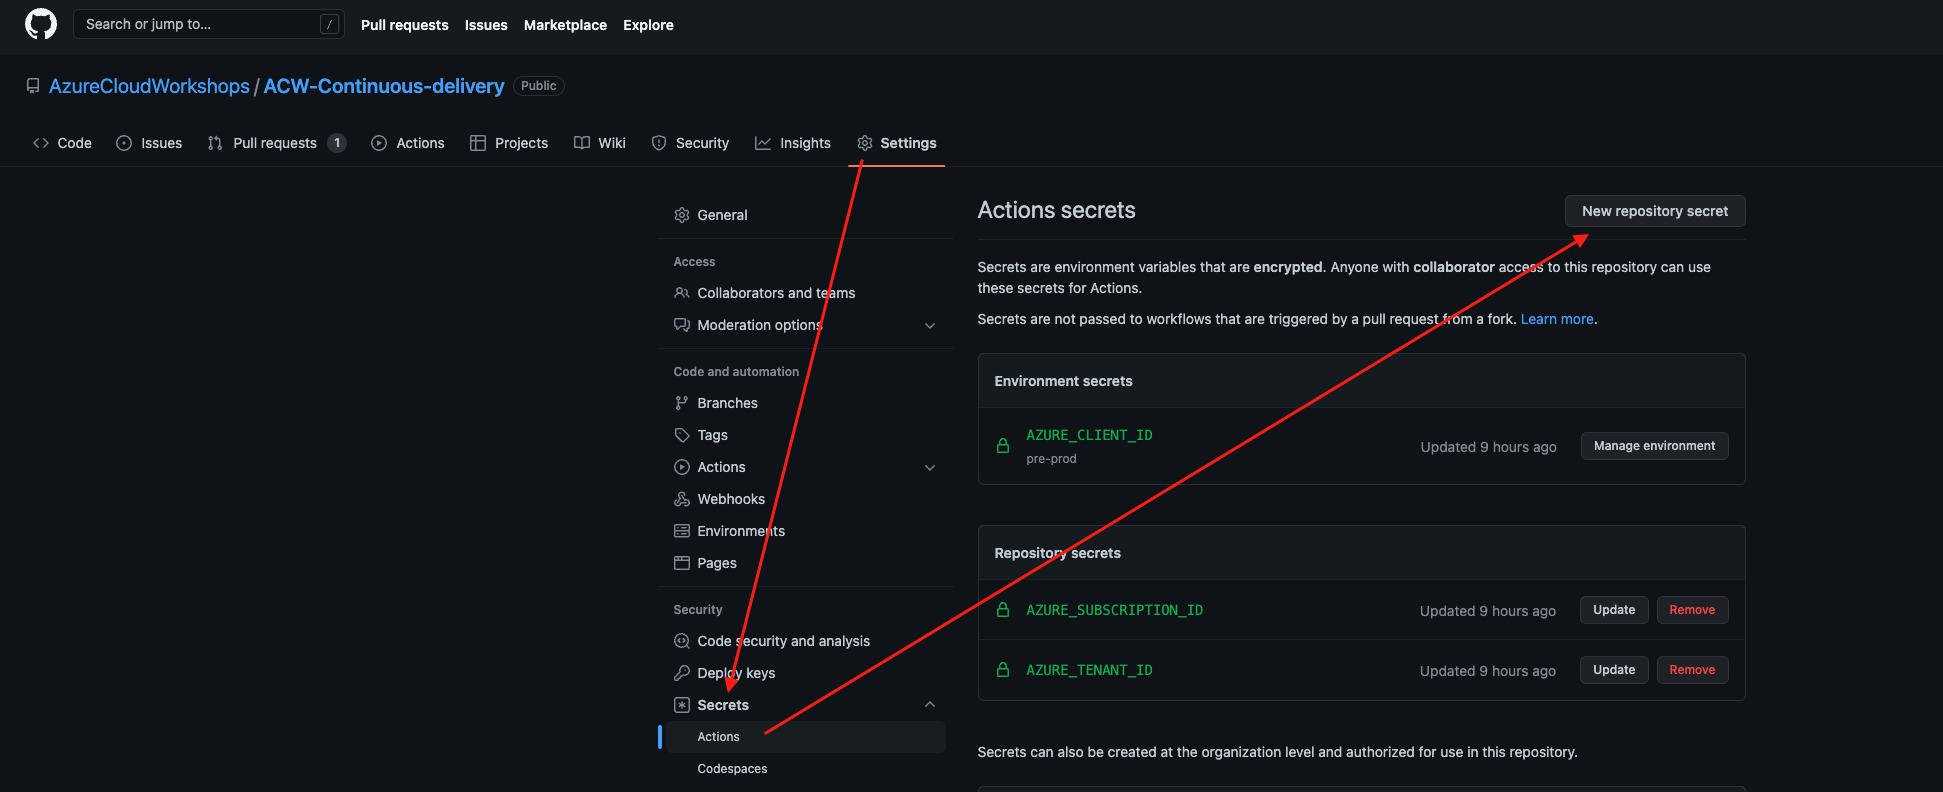 Search or jump to...
/
Pull requests
Issues
Marketplace
Explore
AzureCloudWorkshops / ACW-Continuous-delivery
Public
Code
Issues
Pull requests 1
Actions
Projects
Wiki
Security
Insights
Settings
General
Access
Collaborators and teams
Moderation options
Code and automation
Branches
Tags
Actions
Webhooks
Environments
Pages
Security
Code security and analysis
Deploy keys
Secrets
Actions
Codespaces
Actions secrets
New repository secret
Secrets are environment variables that are encrypted. Anyone with collaborator access to this repository can use
these secrets for Actions.
Secrets are not passed to workflows that are triggered by a pull request from a fork. Learn more.
Environment secrets
AZURE_CLIENT_ID
pre-prod
Updated 9 hours ago
Manage environment
Repository secrets
AZURE_SUBSCRIPTION_ID
Updated 9 hours ago
Update
Remove
AZURE_TENANT_ID
Updated 9 hours ago
Update
Remove
Secrets can also be created at the organization level and authorized for use in this repository.